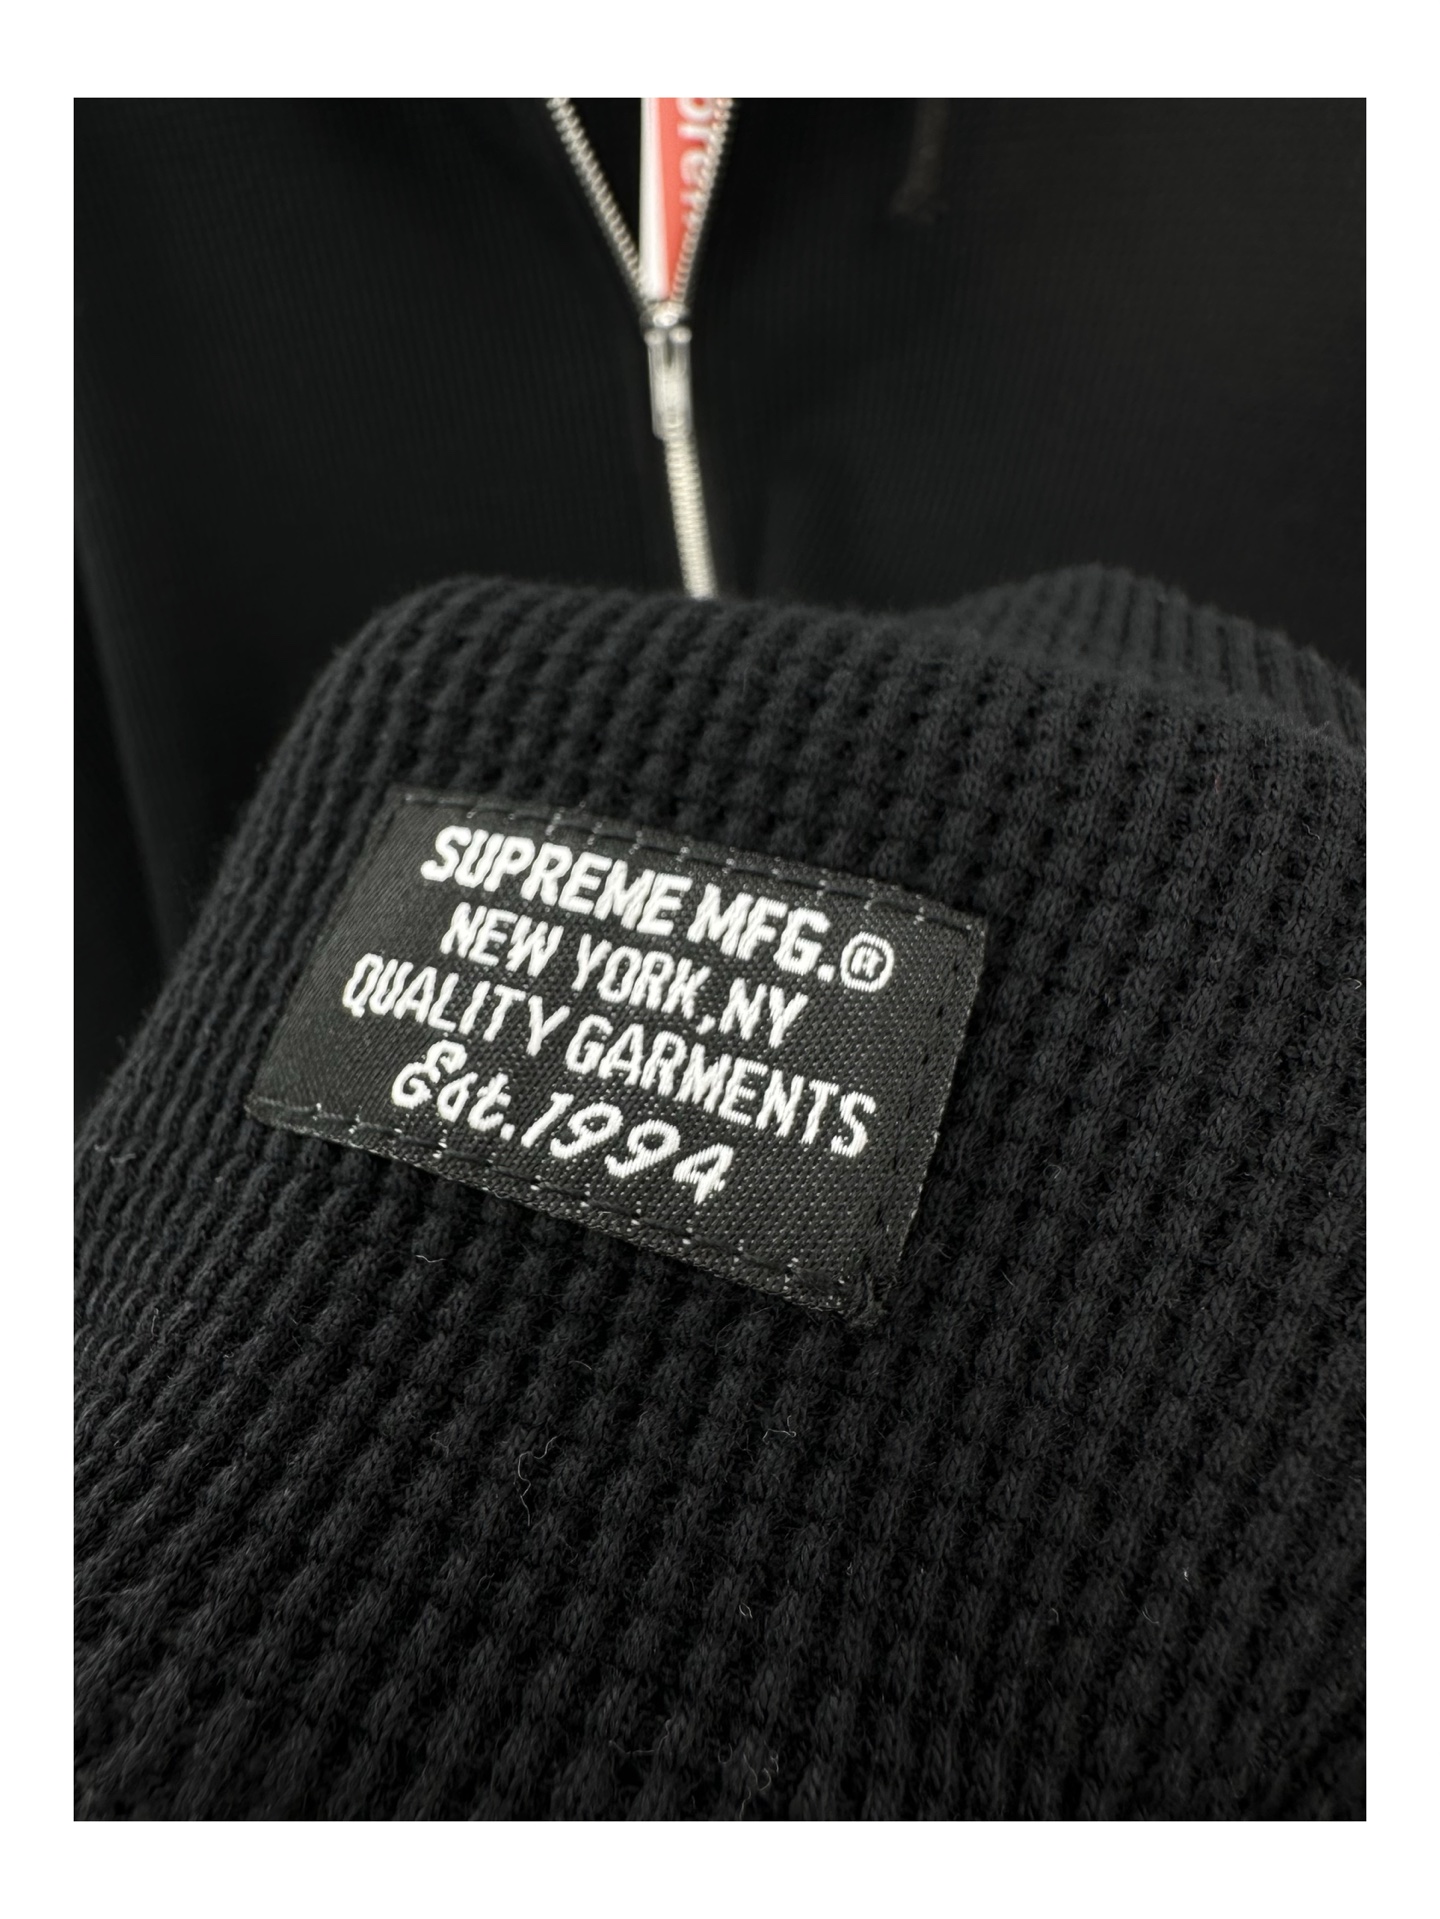 SUPREME MFG.®
NEW YORK, NY
QUALITY GARMENTS
Est. 1994